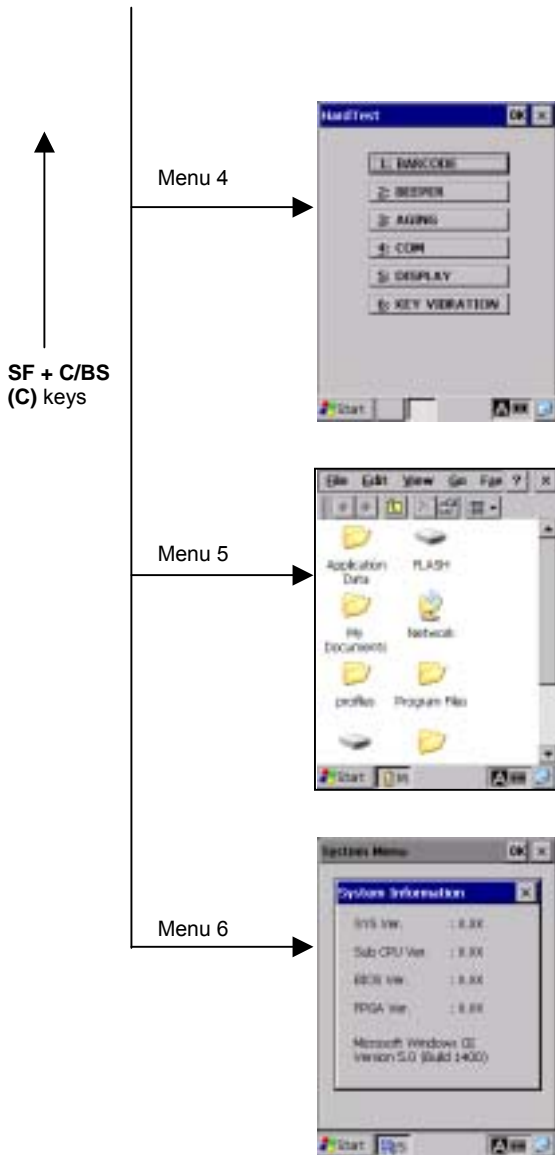 HardTest OK ×
1: BARCODE
Menu 4
2: BEEPER
3: AGING
4: COM
5: DISPLAY
6: KEY VIBRATION
SF + C/BS
(C) keys
Start A
File Edit View Go Fav ? ×
Application
Data
FLASH
Menu 5
My
Documents
Network
profiles
Program Files
Start A
System Menu OK ×
System Information ×
SYS Ver. : X.XX
Menu 6
Sub CPU Ver. : X.XX
BIOS Ver. : X.XX
FPGA Ver. : X.XX
Microsoft Windows CE
Version 5.0 (Build 1400)
Start A